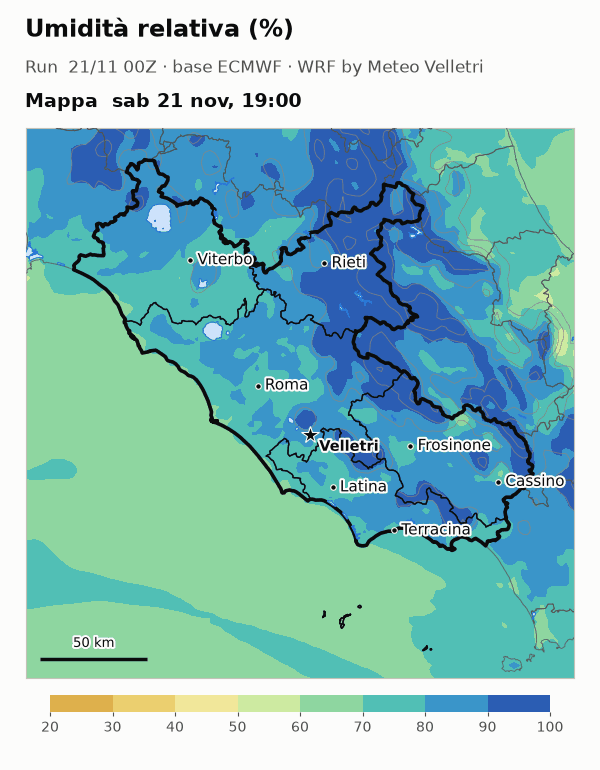 Umidità relativa (%)
Run  21/11 00Z · base ECMWF · WRF by Meteo Velletri
Mappa  sab 21 nov, 19:00
Viterbo
Rieti
Roma
Velletri
Frosinone
Cassino
Latina
Terracina
50 km
20 30 40 50 60 70 80 90 100